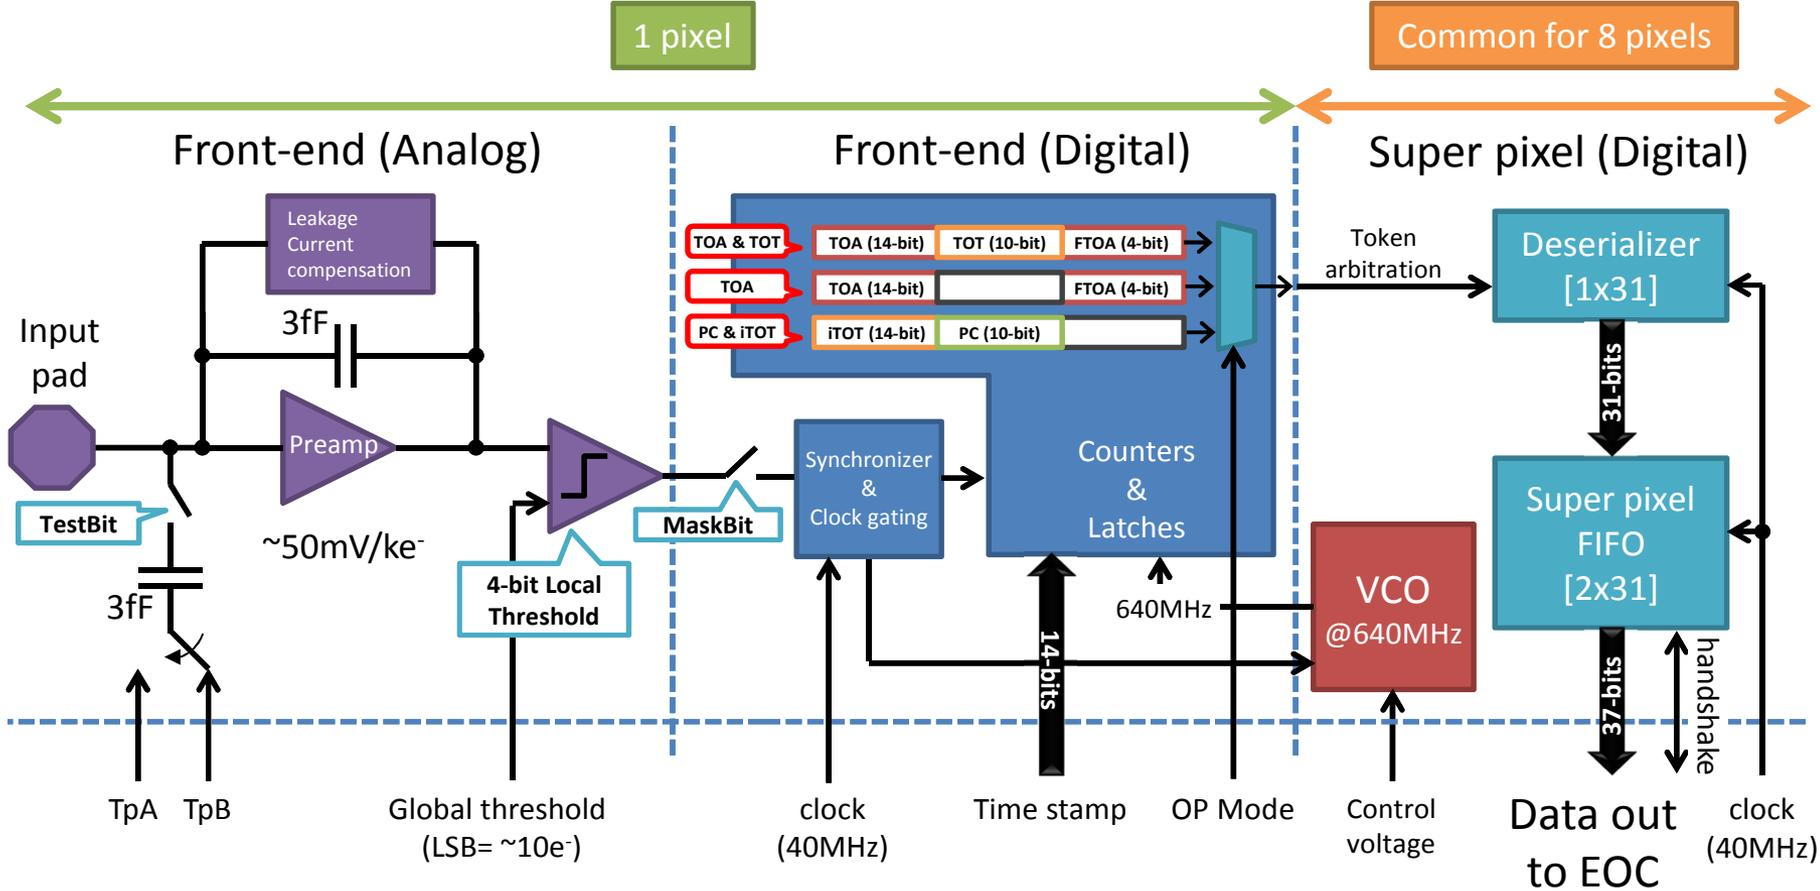 1 pixel
Common for 8 pixels
Front-end (Analog)
Front-end (Digital)
Super pixel (Digital)
Leakage
Current
compensation
3fF
Input
pad
Preamp
TestBit
~50mV/ke-
3fF
4-bit Local
Threshold
MaskBit
TOA & TOT
TOA (14-bit)
TOT (10-bit)
FTOA (4-bit)
TOA
TOA (14-bit)
FTOA (4-bit)
PC & iTOT
iTOT (14-bit)
PC (10-bit)
Synchronizer
&
Clock gating
Counters
&
Latches
640MHz
14-bits
Token
arbitration
Deserializer
[1x31]
31-bits
Super pixel
FIFO
[2x31]
VCO
@640MHz
37-bits
handshake
TpA
TpB
Global threshold
(LSB= ~10e-)
clock
(40MHz)
Time stamp
OP Mode
Control
voltage
Data out
to EOC
clock
(40MHz)